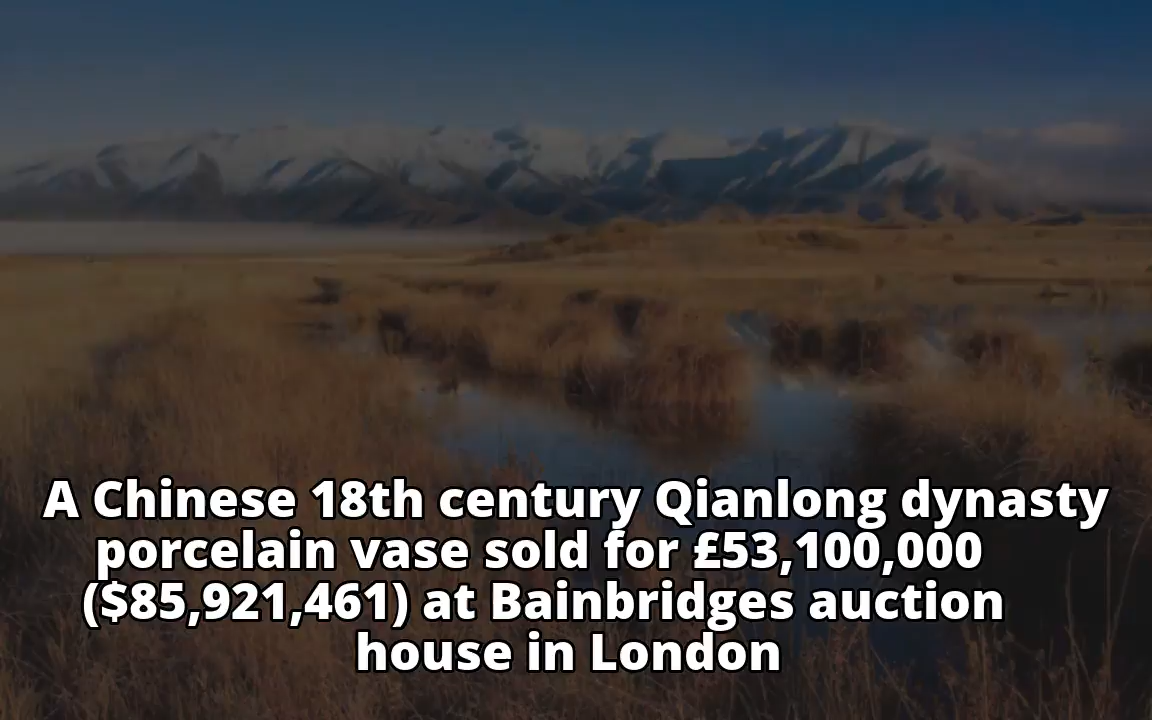 A Chinese 18th century Qianlong dynasty
porcelain vase sold for £53,100,000
($85,921,461) at Bainbridges auction
house in London